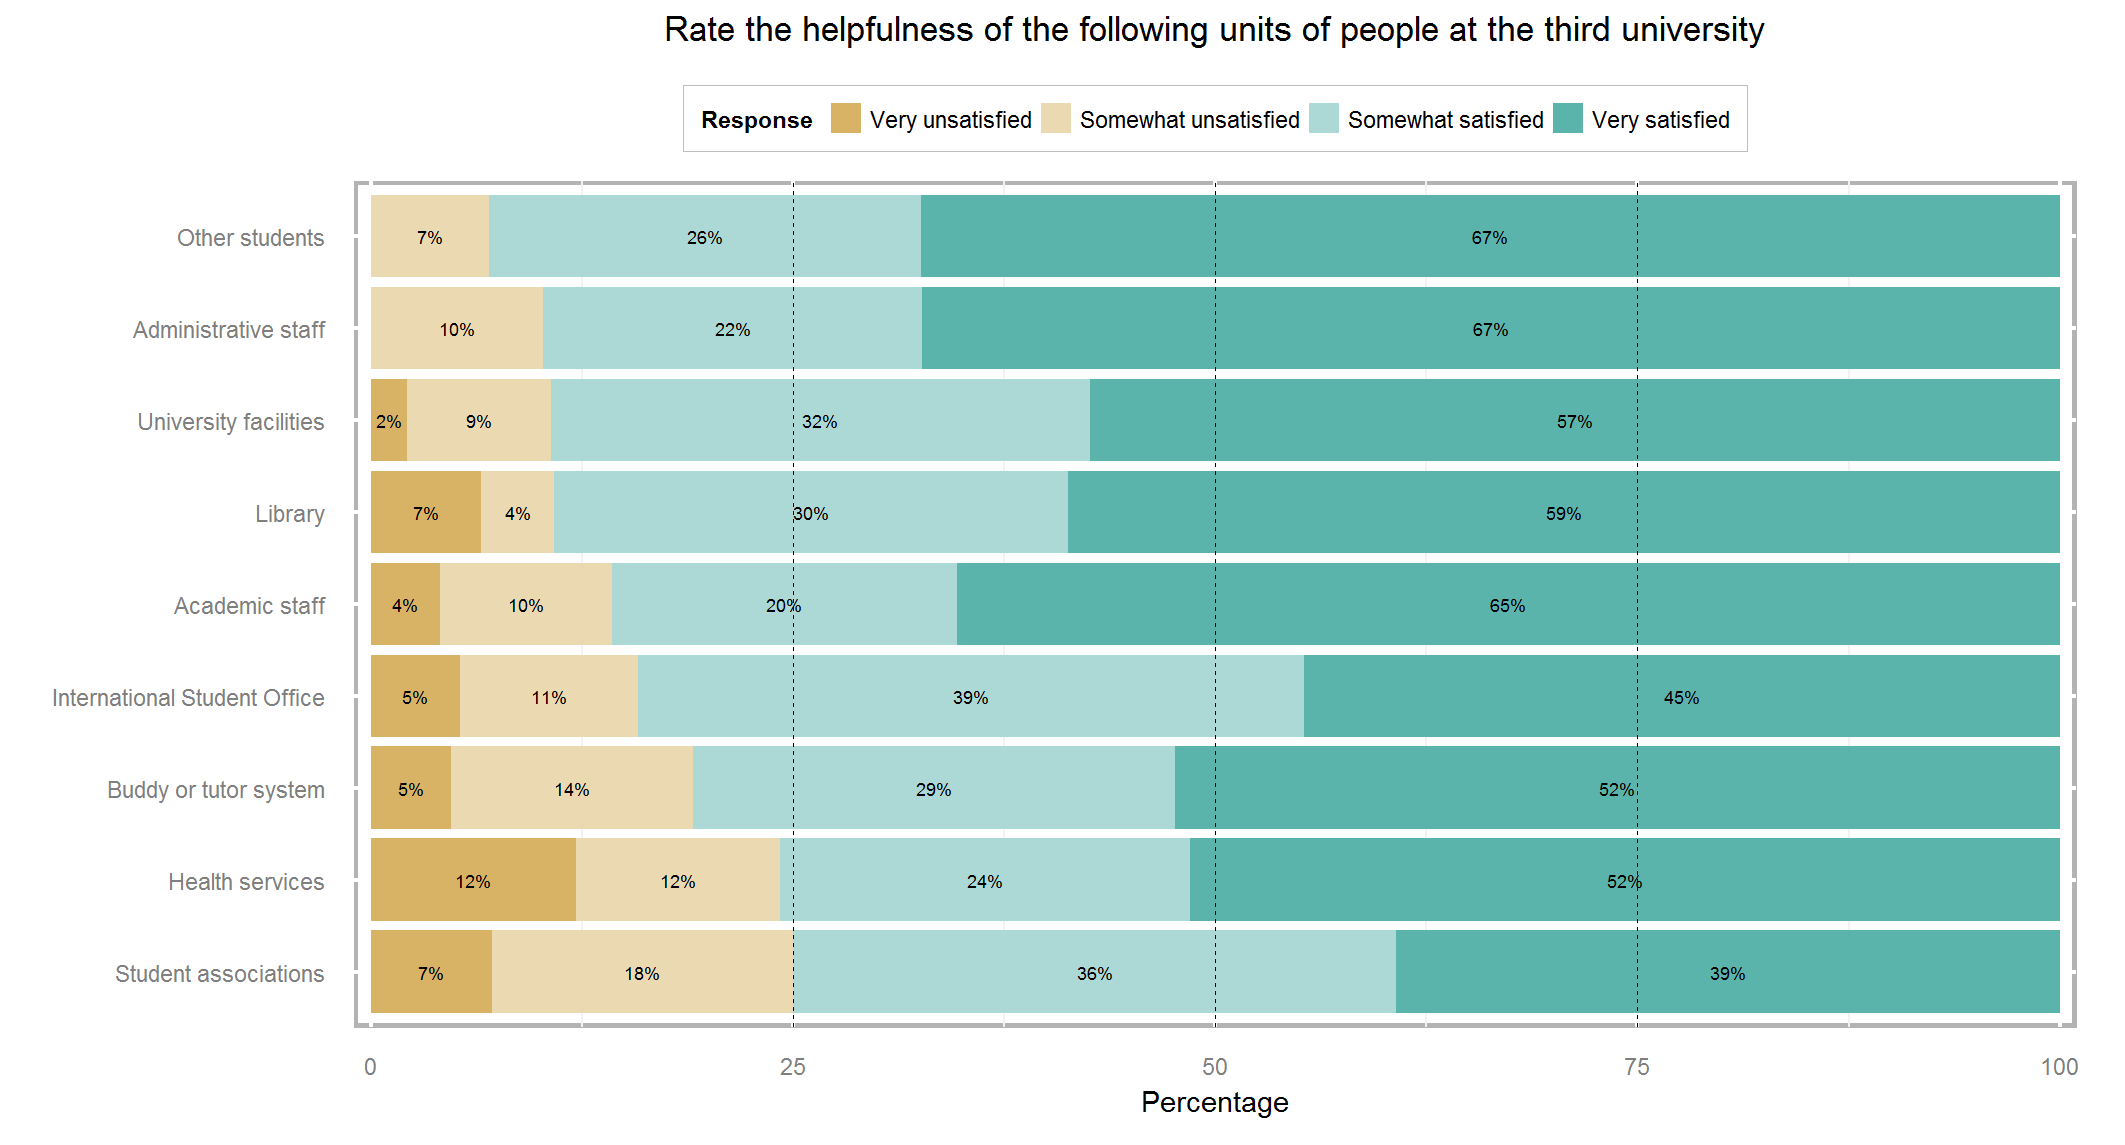 Rate the helpfulness of the following units of people at the third university
Response Very unsatisfied Somewhat unsatisfied Somewhat satisfied Very satisfied
Other students 7% 26% 67%
Administrative staff 10% 22% 67%
University facilities 2% 9% 32% 57%
Library 7% 4% 30% 59%
Academic staff 4% 10% 20% 65%
International Student Office 5% 11% 39% 45%
Buddy or tutor system 5% 14% 29% 52%
Health services 12% 12% 24% 52%
Student associations 7% 18% 36% 39%
0 25 50 75 100
Percentage